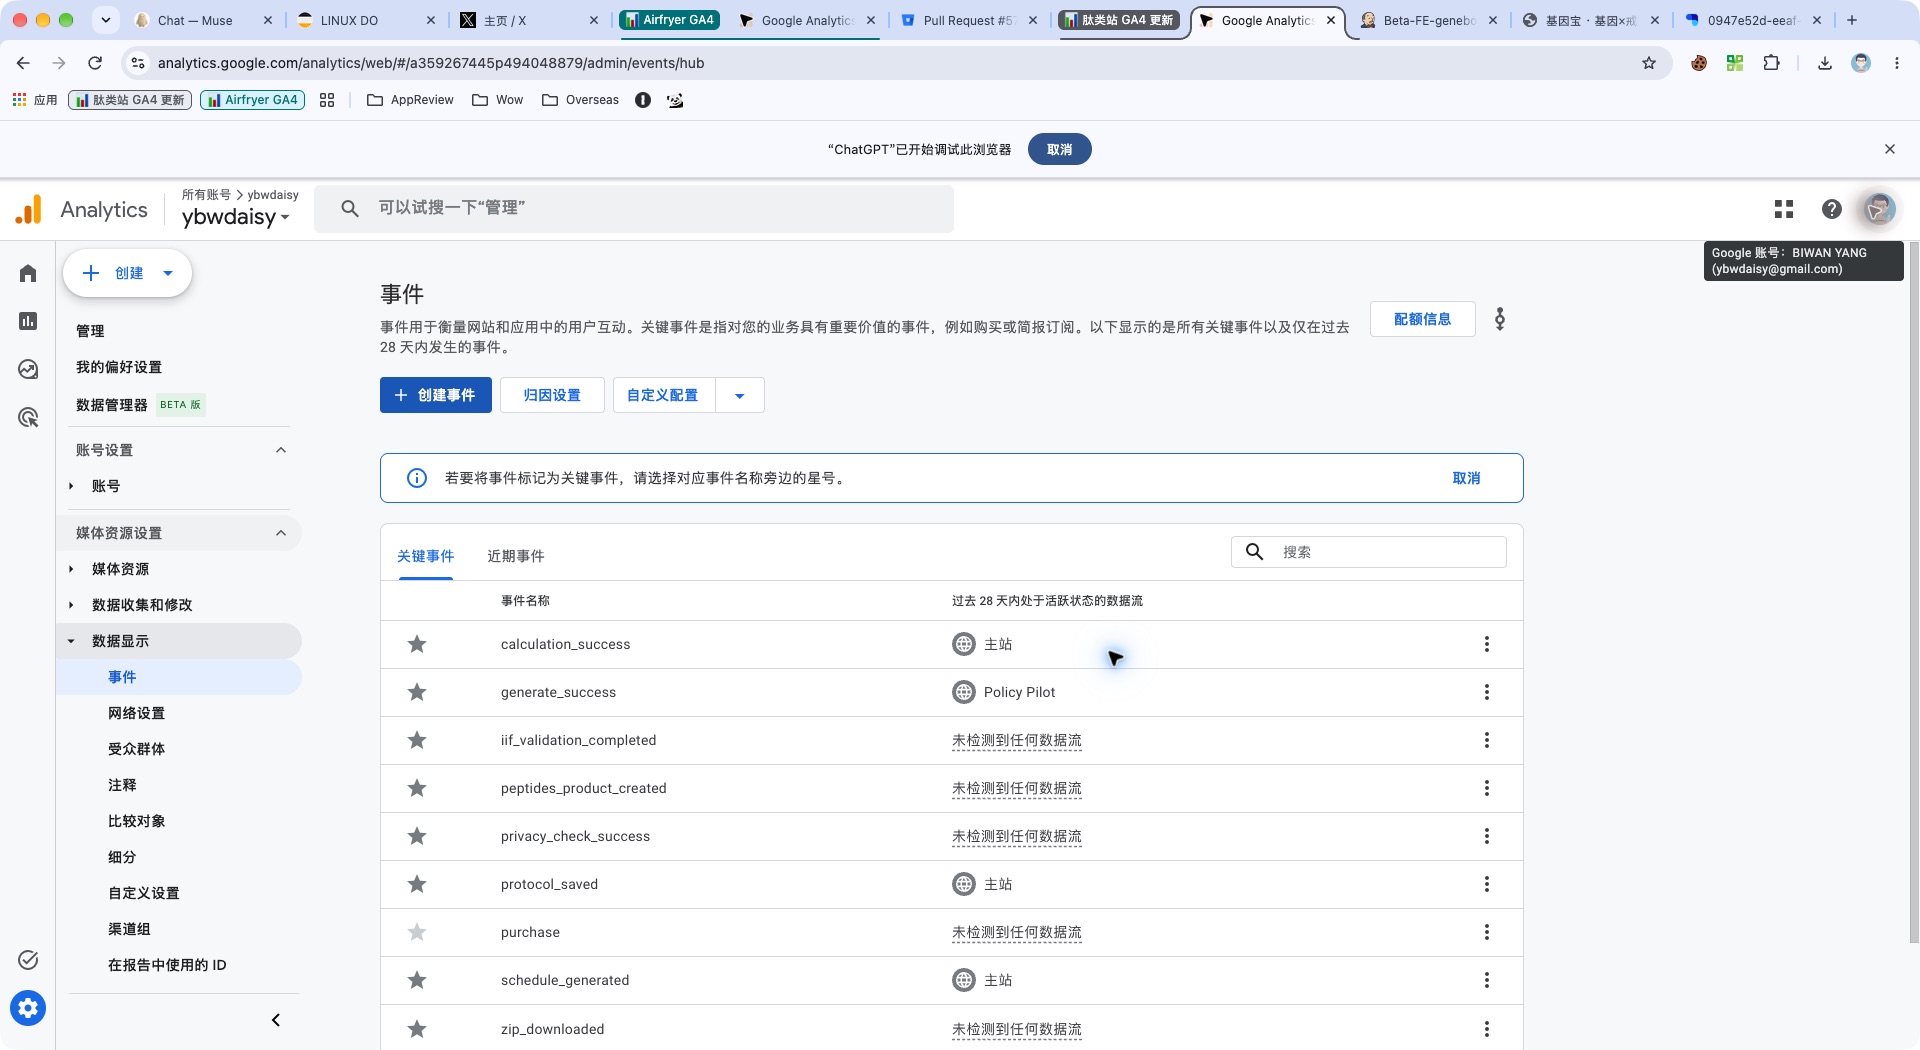 Chat — Muse
LINUX DO
主页 / X
Airfryer GA4
Google Analytics
Pull Request #5
肽类站 GA4 更新
Google Analytics
Beta-FE-genebo
基因宝 · 基因×戒
0947e52d-eeaf-
analytics.google.com/analytics/web/#/a359267445p494048879/admin/events/hub
应用
肽类站 GA4 更新
Airfryer GA4
AppReview
Wow
Overseas
“ChatGPT”已开始调试此浏览器
取消
Analytics
所有账号 > ybwdaisy
ybwdaisy
可以试搜一下“管理”
Google 账号：BIWAN YANG
(ybwdaisy@gmail.com)
创建
管理
我的偏好设置
数据管理器 BETA 版
账号设置
账号
媒体资源设置
媒体资源
数据收集和修改
数据显示
事件
网络设置
受众群体
注释
比较对象
细分
自定义设置
渠道组
在报告中使用的 ID
事件
事件用于衡量网站和应用中的用户互动。关键事件是指对您的业务具有重要价值的事件，例如购买或简报订阅。以下显示的是所有关键事件以及仅在过去
28 天内发生的事件。
配额信息
创建事件
归因设置
自定义配置
若要将事件标记为关键事件，请选择对应事件名称旁边的星号。
取消
关键事件
近期事件
搜索
事件名称
过去 28 天内处于活跃状态的数据流
calculation_success
主站
generate_success
Policy Pilot
iif_validation_completed
未检测到任何数据流
peptides_product_created
未检测到任何数据流
privacy_check_success
未检测到任何数据流
protocol_saved
主站
purchase
未检测到任何数据流
schedule_generated
主站
zip_downloaded
未检测到任何数据流